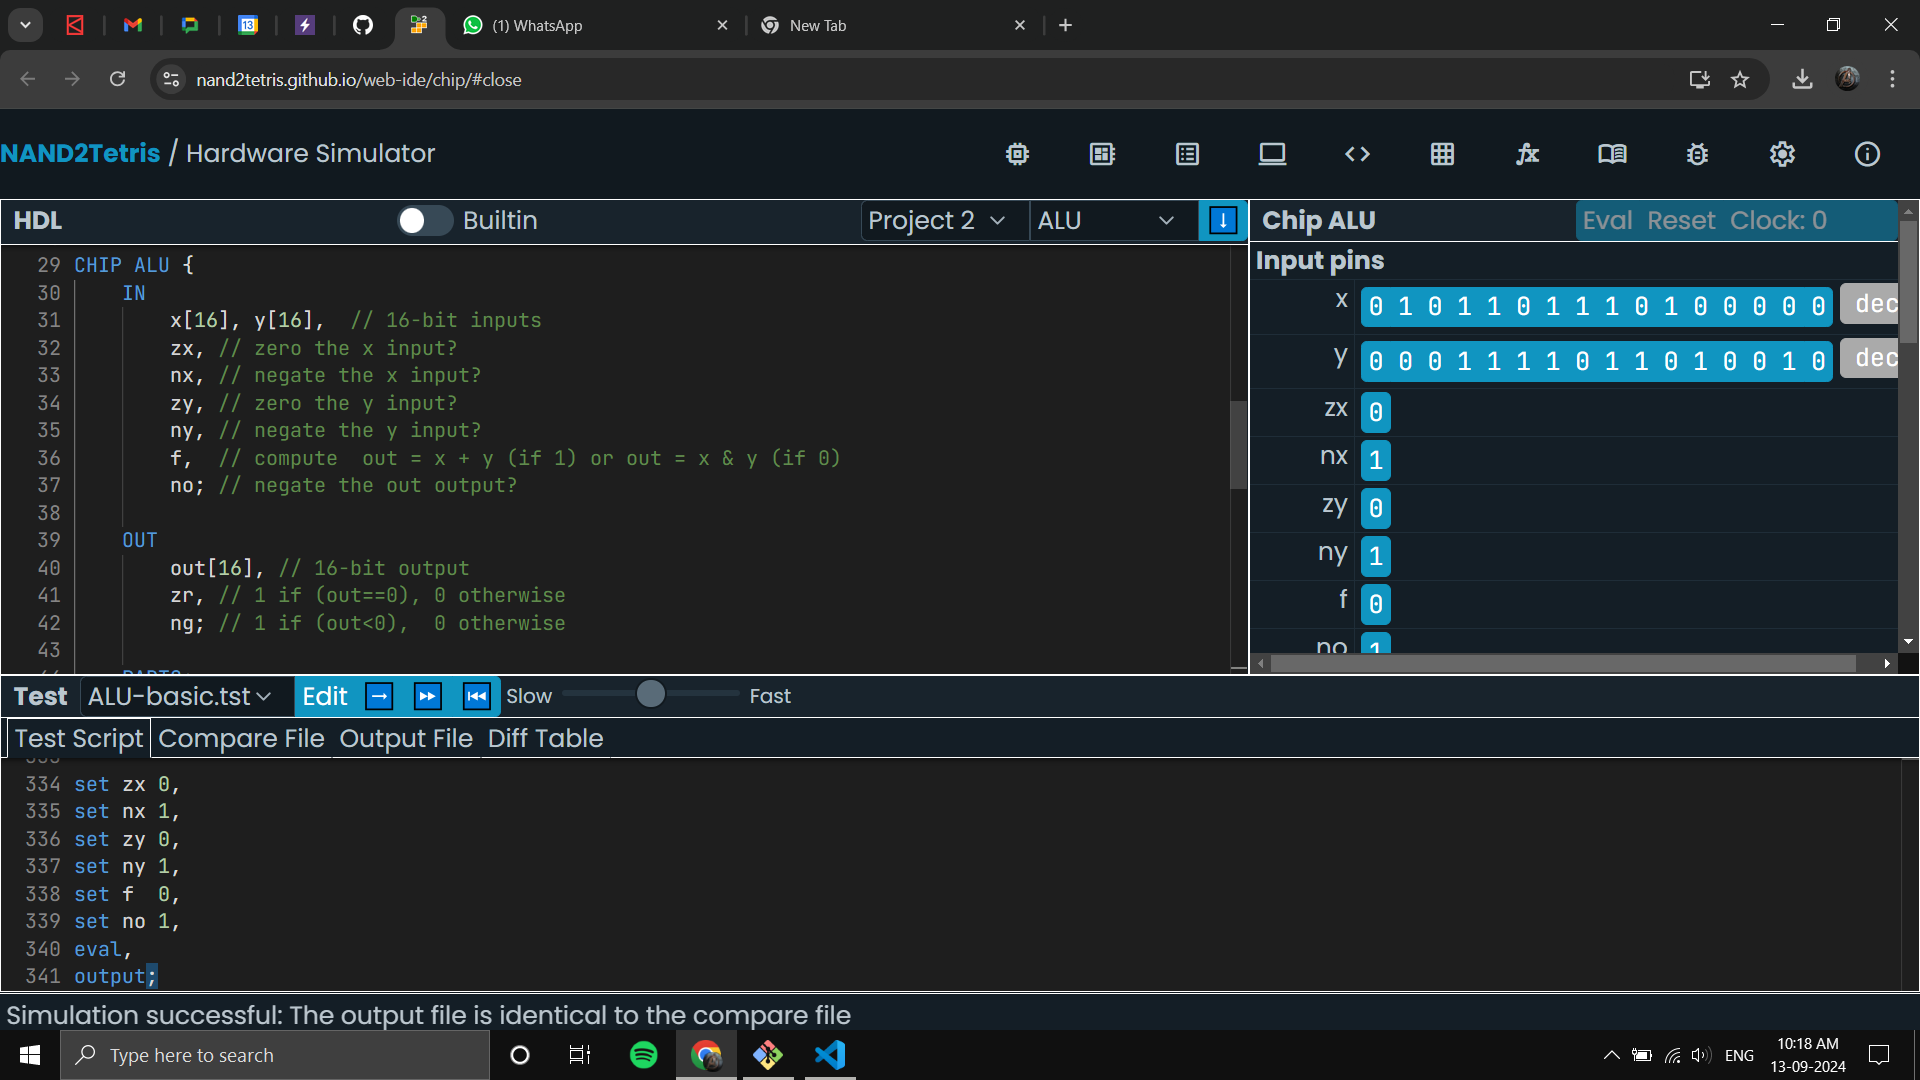 (1) WhatsApp
New Tab
nand2tetris.github.io/web-ide/chip/#close
NAND2Tetris / Hardware Simulator
HDL
Builtin
Project 2
ALU
29 CHIP ALU {
30 IN
31 x[16], y[16], // 16-bit inputs
32 zx, // zero the x input?
33 nx, // negate the x input?
34 zy, // zero the y input?
35 ny, // negate the y input?
36 f, // compute out = x + y (if 1) or out = x & y (if 0)
37 no; // negate the out output?
38
39 OUT
40 out[16], // 16-bit output
41 zr, // 1 if (out==0), 0 otherwise
42 ng; // 1 if (out<0), 0 otherwise
43
Chip ALU
Eval Reset Clock: 0
Input pins
x 0 1 0 1 1 0 1 1 1 0 1 0 0 0 0 0 dec
y 0 0 0 1 1 1 1 0 1 1 0 1 0 0 1 0 dec
zx 0
nx 1
zy 0
ny 1
f 0
no 1
Test
ALU-basic.tst
Edit
Slow
Fast
Test Script Compare File Output File Diff Table
334 set zx 0,
335 set nx 1,
336 set zy 0,
337 set ny 1,
338 set f 0,
339 set no 1,
340 eval,
341 output;
Simulation successful: The output file is identical to the compare file
Type here to search
ENG
10:18 AM
13-09-2024